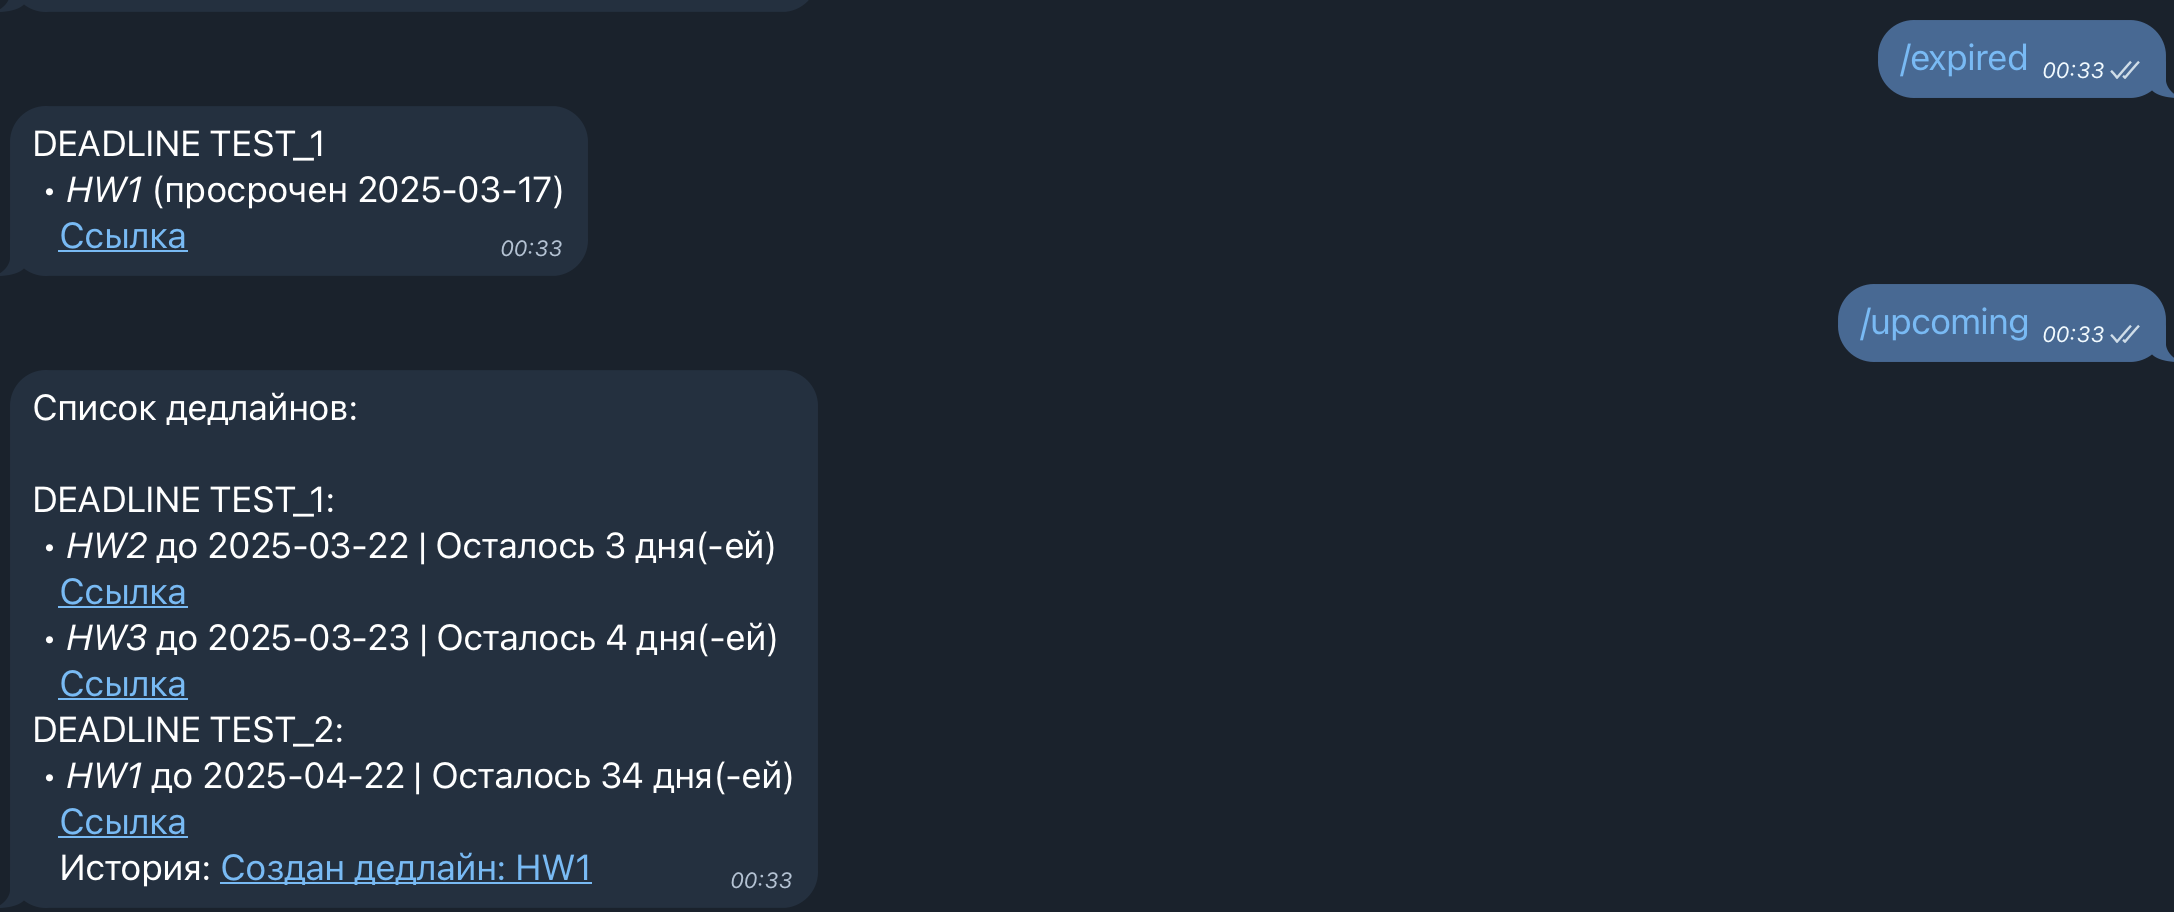 /expired 00:33
DEADLINE TEST_1
• HW1 (просрочен 2025-03-17)
Ссылка 00:33
/upcoming 00:33
Список дедлайнов:
DEADLINE TEST_1:
• HW2 до 2025-03-22 | Осталось 3 дня(-ей)
Ссылка
• HW3 до 2025-03-23 | Осталось 4 дня(-ей)
Ссылка
DEADLINE TEST_2:
• HW1 до 2025-04-22 | Осталось 34 дня(-ей)
Ссылка
История: Создан дедлайн: HW1 00:33